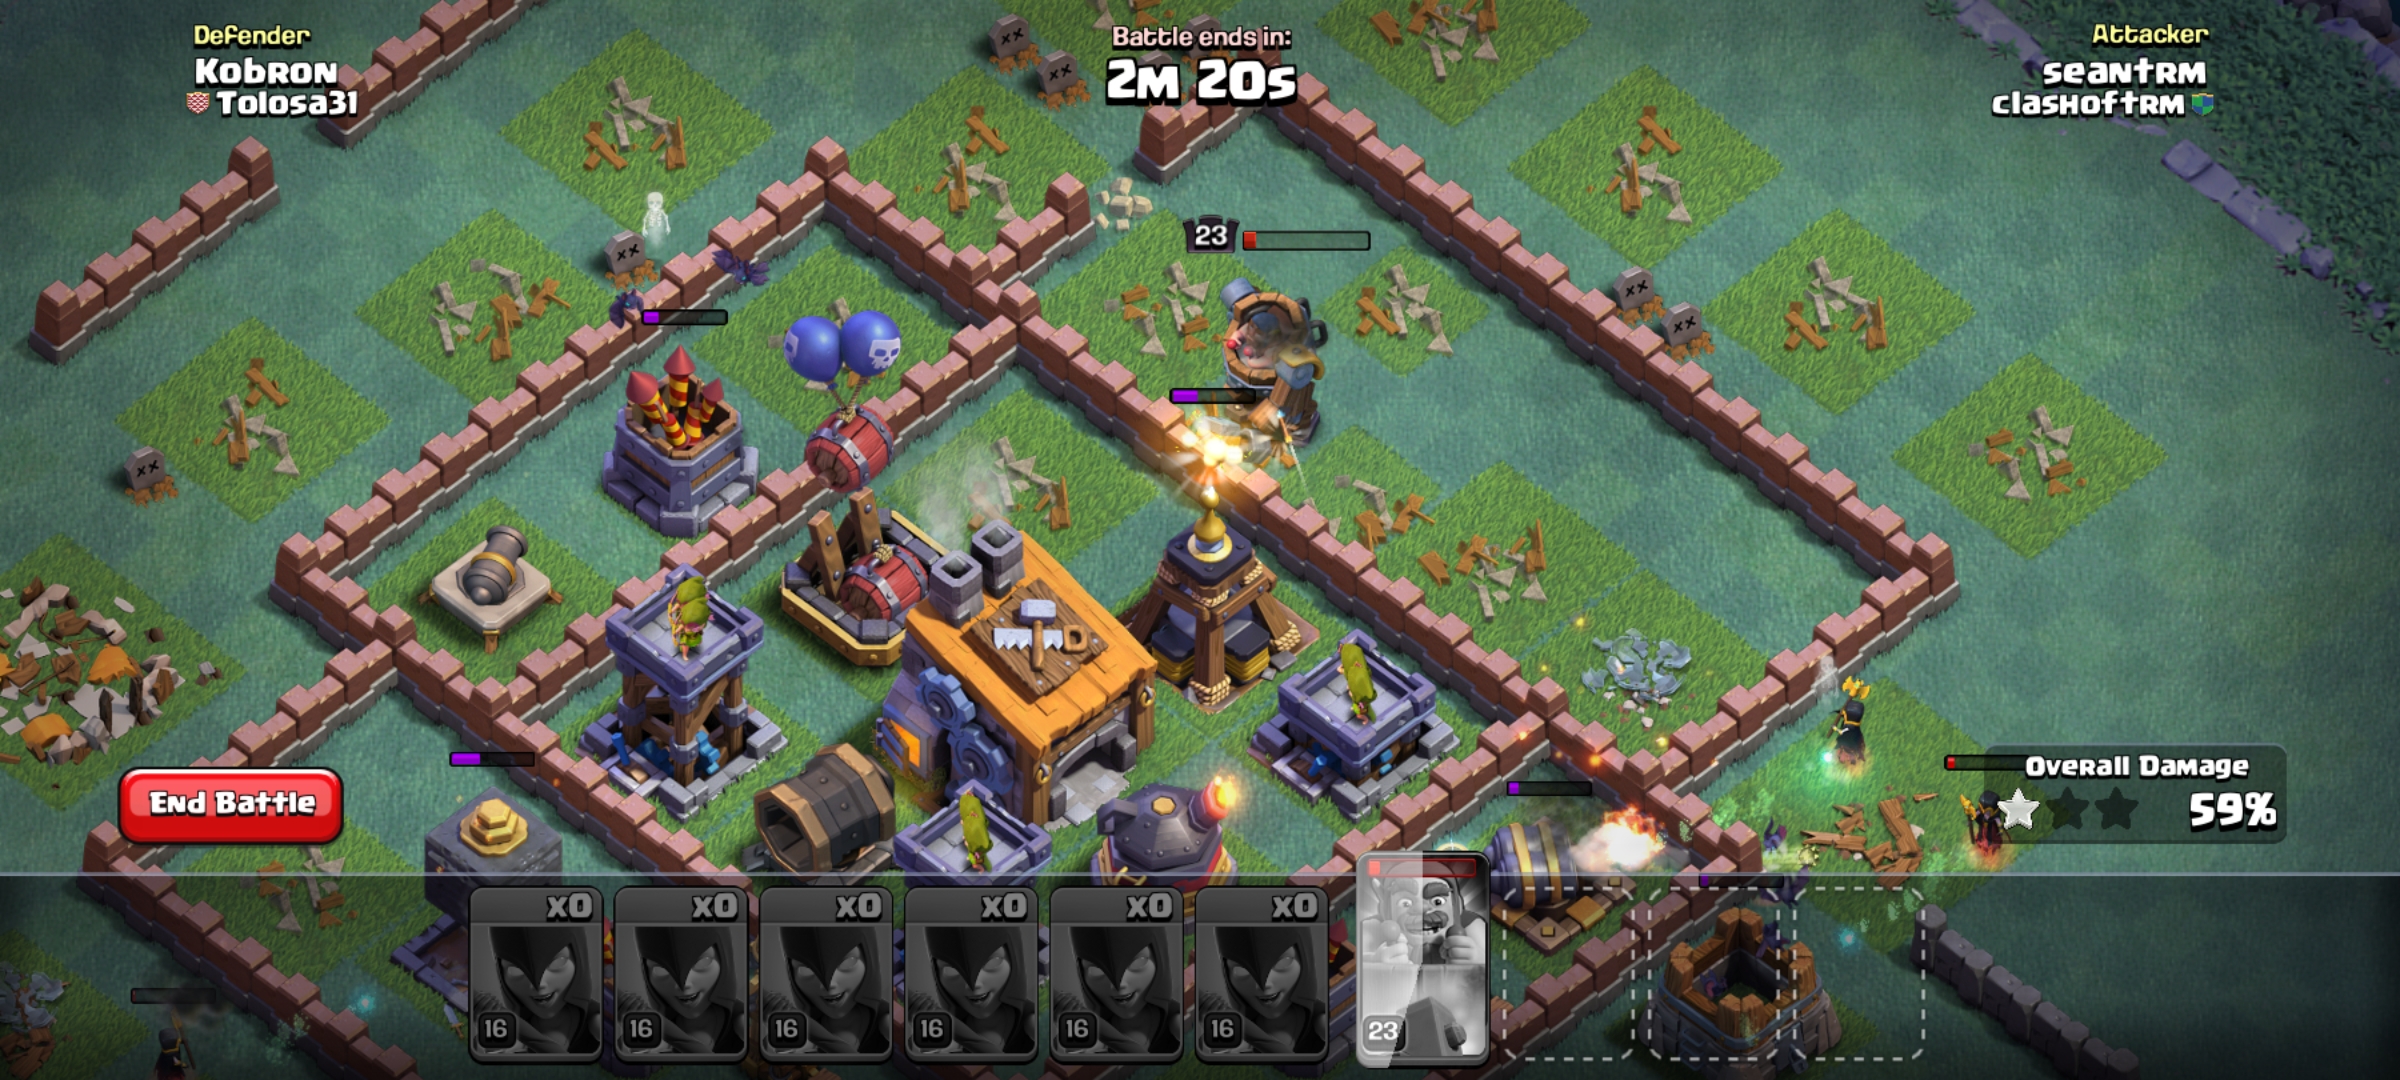 Defender
KOBRON
Tolosa31
Battle ends in:
2M 20S
Attacker
seantrm
clashoftrm
23
End Battle
Overall Damage
59%
x0
x0
x0
x0
x0
x0
16
16
16
16
16
16
23